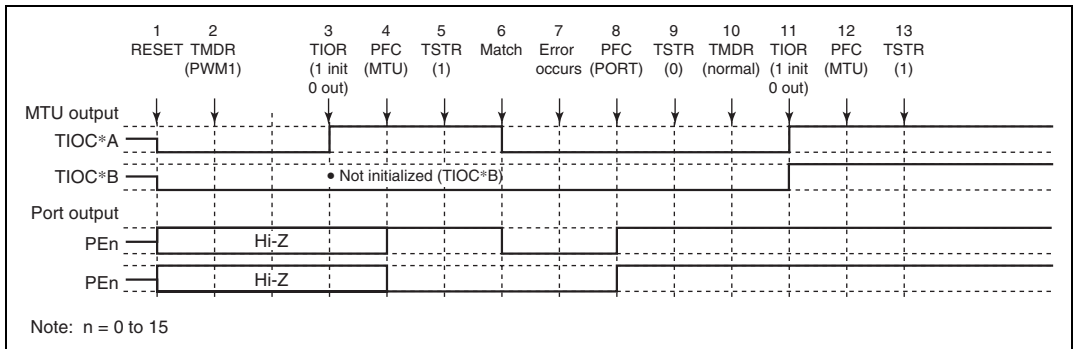 1 2 3 4 5 6 7 8 9 10 11 12 13
RESET TMDR TIOR PFC TSTR Match Error PFC TSTR TMDR TIOR PFC TSTR
(PWM1) (1 init (MTU) (1) occurs (PORT) (0) (normal) (1 init (MTU) (1)
0 out) 0 out)
MTU output
TIOC*A
TIOC*B • Not initialized (TIOC*B)
Port output
PEn Hi-Z
PEn Hi-Z
Note: n = 0 to 15